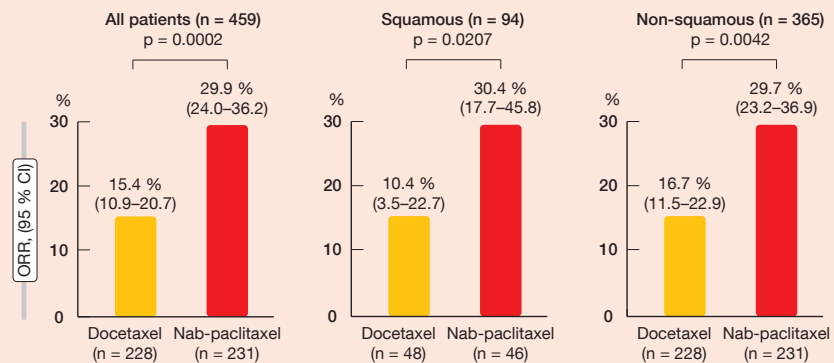 All patients (n = 459)
p = 0.0002
%
30
20
10
0
ORR, (95 % CI)
15.4 %
(10.9–20.7)
29.9 %
(24.0–36.2)
Docetaxel
(n = 228)
Nab-paclitaxel
(n = 231)
Squamous (n = 94)
p = 0.0207
%
30
20
10
0
10.4 %
(3.5–22.7)
30.4 %
(17.7–45.8)
Docetaxel
(n = 48)
Nab-paclitaxel
(n = 46)
Non-squamous (n = 365)
p = 0.0042
%
30
20
10
0
16.7 %
(11.5–22.9)
29.7 %
(23.2–36.9)
Docetaxel
(n = 228)
Nab-paclitaxel
(n = 231)